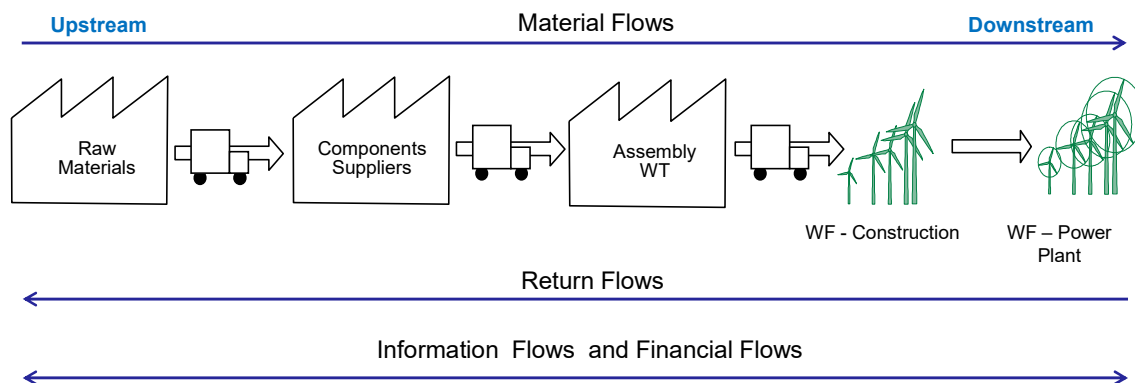 Upstream
Material Flows
Downstream
Raw
Materials
Components
Suppliers
Assembly
WT
WF - Construction
WF – Power
Plant
Return Flows
Information Flows and Financial Flows